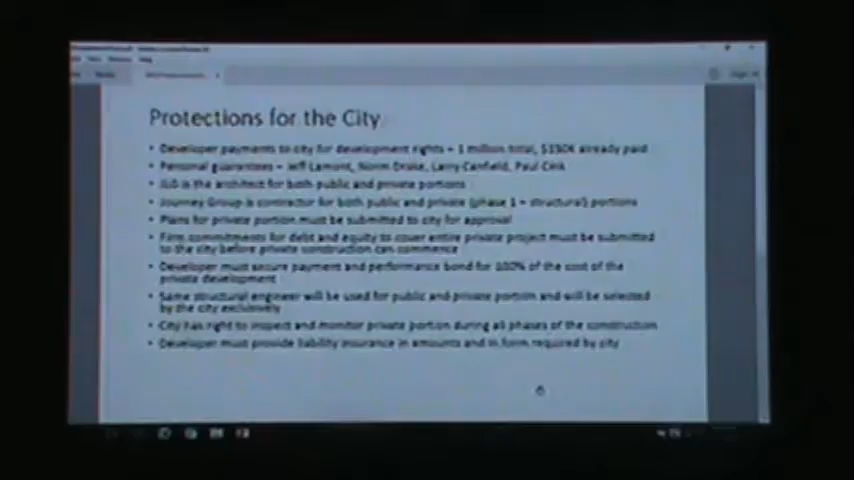 Protections for the City
• Developer payments to city for development rights = 1 million total, $150K already paid
• Personal guarantees – Jeff Lamont, Norm Drake, Larry Canfield, Paul Cink
• JLG is the architect for both public and private portions
• Journey Group is contractor for both public and private (phase 1 = structural) portions
• Plans for private portion must be submitted to city for approval
• Firm commitments for debt and equity to cover entire private project must be submitted
to the city before private construction can commence
• Developer must secure payment and performance bond for 100% of the cost of the
private development
• Same structural engineer will be used for public and private portion and will be selected
by the city exclusively
• City has right to inspect and monitor private portion during all phases of the construction
• Developer must provide liability insurance in amounts and in form required by city